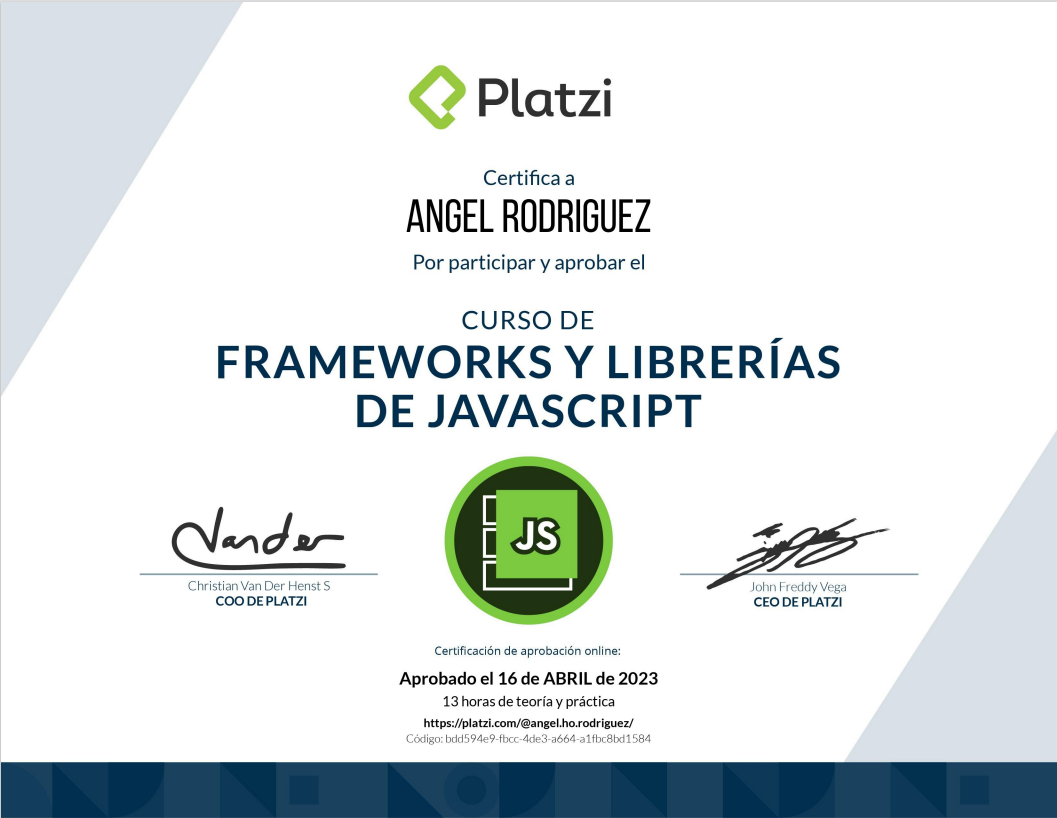 Platzi
Certifica a
ANGEL RODRIGUEZ
Por participar y aprobar el
CURSO DE
FRAMEWORKS Y LIBRERÍAS
DE JAVASCRIPT
JS
Vander
Christian Van Der Henst S
COO DE PLATZI
John Freddy Vega
CEO DE PLATZI
Certificación de aprobación online:
Aprobado el 16 de ABRIL de 2023
13 horas de teoría y práctica
https://platzi.com/@angel.ho.rodriguez/
Código: bdd594e9-fbcc-4de3-a664-a1fbc8bd1584